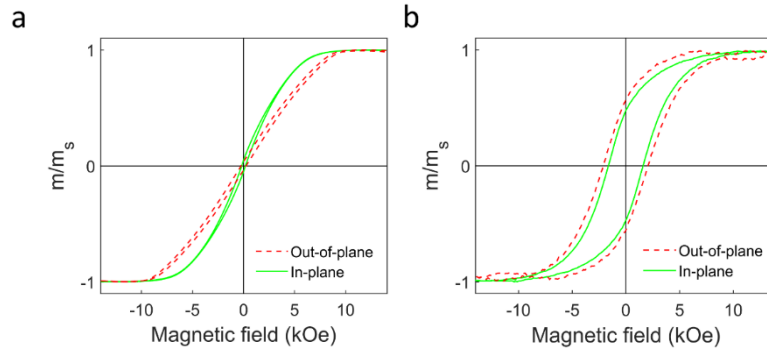 a
b
1
0
-1
m/ms
Out-of-plane
In-plane
-10
-5
0
5
10
Magnetic field (kOe)
1
0
-1
m/ms
Out-of-plane
In-plane
-10
-5
0
5
10
Magnetic field (kOe)